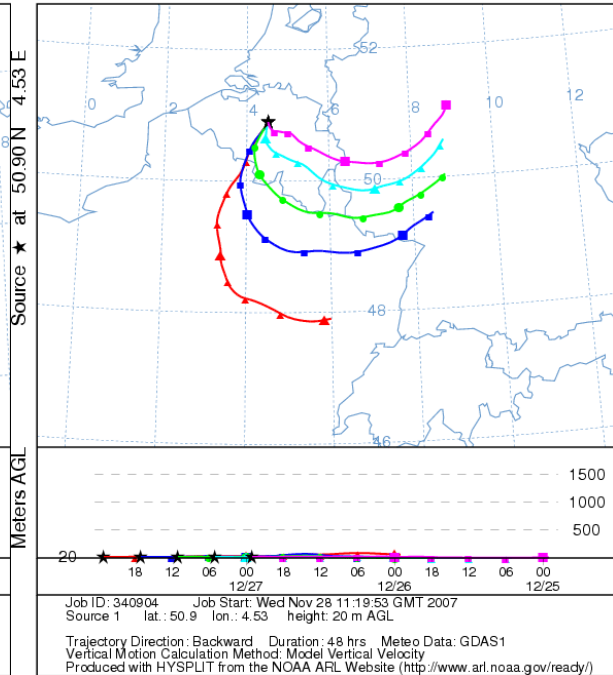 Source ★ at 50.90 N 4.53 E
52
0
2
4
6
8
10
12
8
50
48
46
Meters AGL
1500
1000
500
20
18 12 06 00 18 12 06 00 18 12 06 00
12/27 12/26 12/25
Job ID: 340904 Job Start: Wed Nov 28 11:19:53 GMT 2007
Source 1 lat.: 50.9 lon.: 4.53 height: 20 m AGL
Trajectory Direction: Backward Duration: 48 hrs Meteo Data: GDAS1
Vertical Motion Calculation Method: Model Vertical Velocity
Produced with HYSPLIT from the NOAA ARL Website (http://www.arl.noaa.gov/ready/)